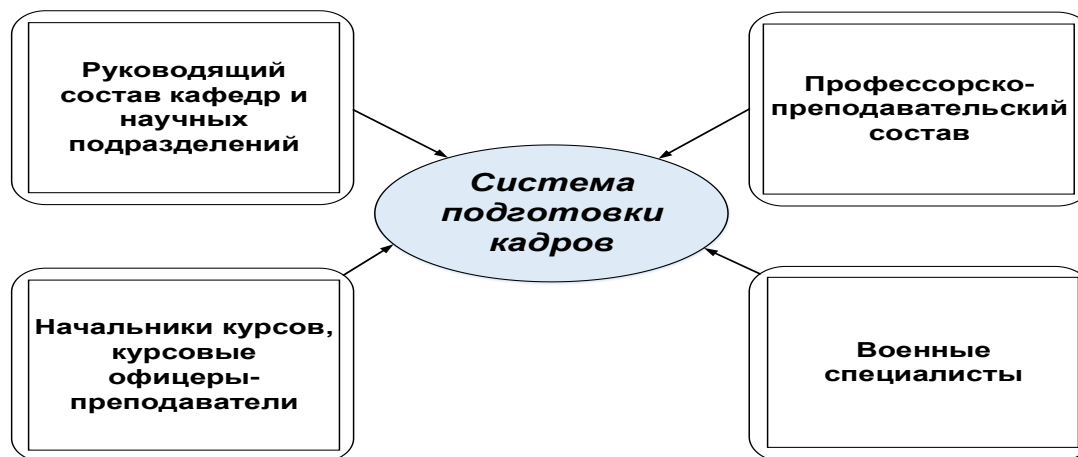 Руководящий
состав кафедр и
научных
подразделений
Профессорско-
преподавательский
состав
Система
подготовки
кадров
Начальники курсов,
курсовые
офицеры-
преподаватели
Военные
специалисты